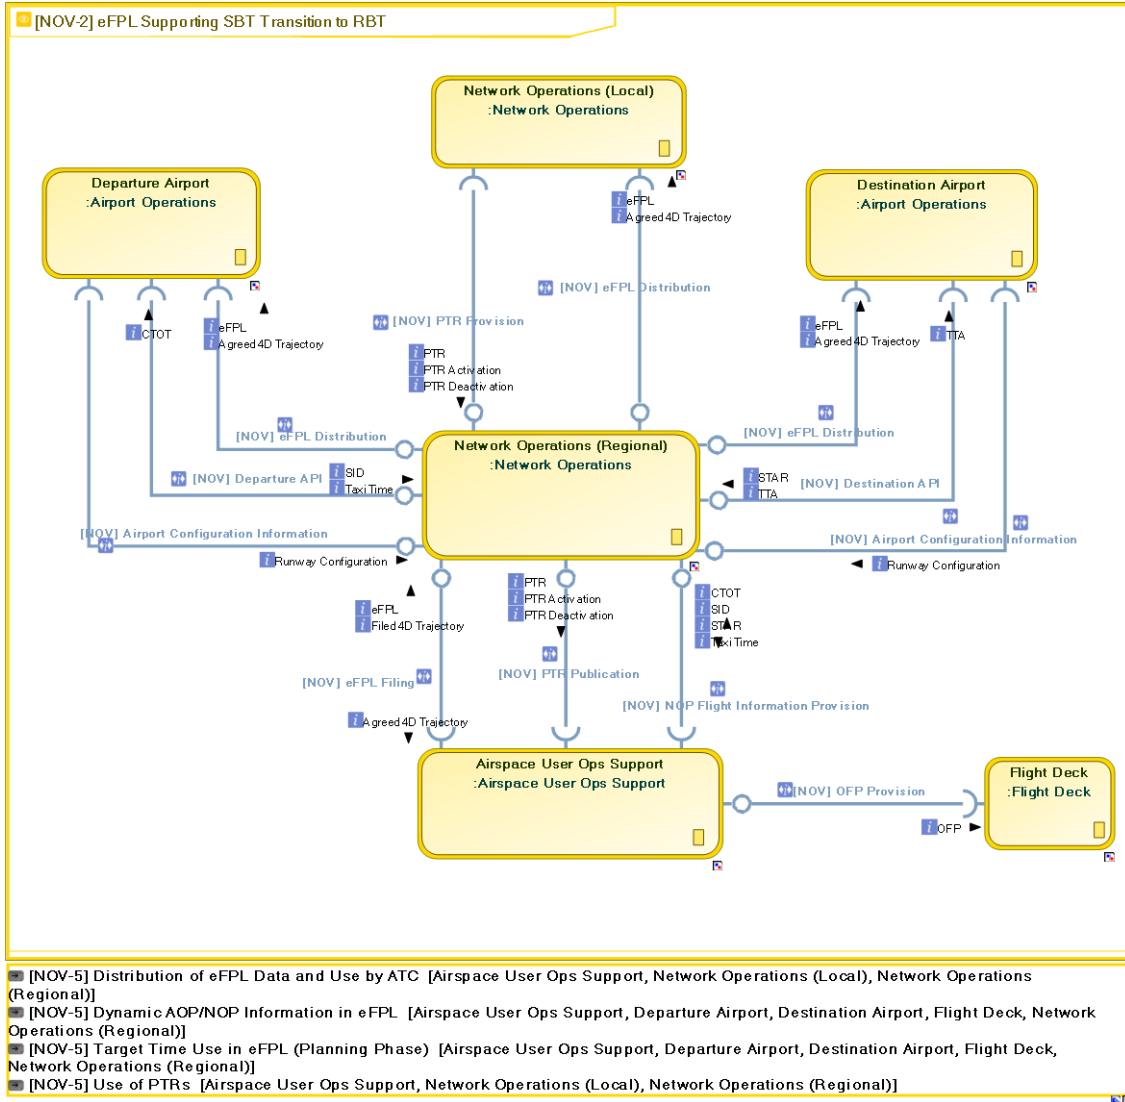 [NOV-2] eFPL Supporting SBT Transition to RBT
Network Operations (Local)
:Network Operations
Departure Airport
:Airport Operations
Destination Airport
:Airport Operations
eFPL
Agreed 4D Trajectory
[NOV] eFPL Distribution
[NOV] PTR Provision
CTOT
eFPL
Agreed 4D Trajectory
eFPL
Agreed 4D Trajectory
TTA
PTR
PTR Activation
PTR Deactivation
[NOV] eFPL Distribution
[NOV] eFPL Distribution
Network Operations (Regional)
:Network Operations
[NOV] Departure API
SID
Taxi Time
STAR
TTA
[NOV] Destination API
[NOV] Airport Configuration Information
[NOV] Airport Configuration Information
Runway Configuration
Runway Configuration
eFPL
Filed 4D Trajectory
PTR
PTR Activation
PTR Deactivation
CTOT
SID
STAR
Taxi Time
[NOV] eFPL Filing
[NOV] PTR Publication
[NOV] NOP Flight Information Provision
Agreed 4D Trajectory
Airspace User Ops Support
:Airspace User Ops Support
[NOV] OFP Provision
OFP
Flight Deck
:Flight Deck
[NOV-5] Distribution of eFPL Data and Use by ATC [Airspace User Ops Support, Network Operations (Local), Network Operations
(Regional)]
[NOV-5] Dynamic AOP/NOP Information in eFPL [Airspace User Ops Support, Departure Airport, Destination Airport, Flight Deck, Network
Operations (Regional)]
[NOV-5] Target Time Use in eFPL (Planning Phase) [Airspace User Ops Support, Departure Airport, Destination Airport, Flight Deck,
Network Operations (Regional)]
[NOV-5] Use of PTRs [Airspace User Ops Support, Network Operations (Local), Network Operations (Regional)]